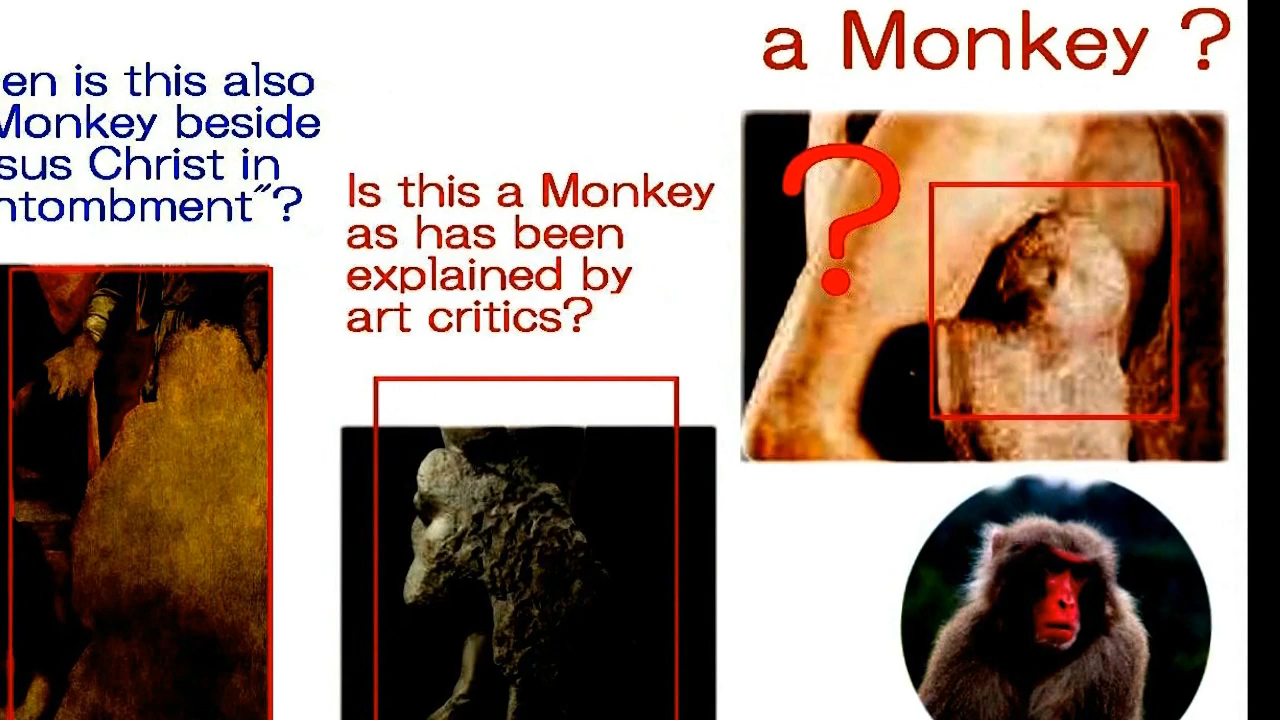 a Monkey ?
en is this also
Monkey beside
sus Christ in
ntombment"?
Is this a Monkey
as has been
explained by
art critics?
?